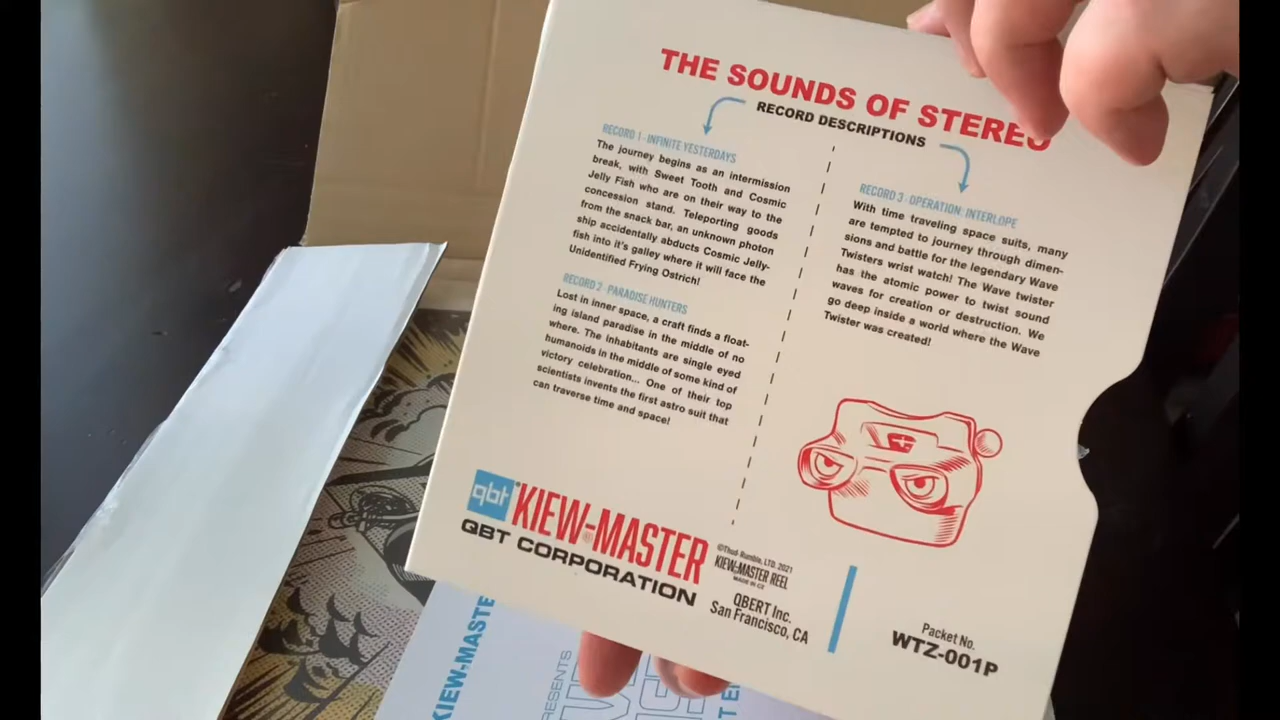 THE SOUNDS OF STEREO
RECORD DESCRIPTIONS
RECORD 1 - INFINITE YESTERDAYS
The journey begins as an intermission
break, with Sweet Tooth and Cosmic
Jelly Fish who are on their way to the
concession stand. Teleporting goods
from the snack bar, an unknown photon
ship accidentally abducts Cosmic Jelly-
fish into it's galley where it will face the
Unidentified Frying Ostrich!
RECORD 2 - PARADISE HUNTERS
Lost in inner space, a craft finds a float-
ing island paradise in the middle of no
where. The inhabitants are single eyed
humanoids in the middle of some kind of
victory celebration... One of their top
scientists invents the first astro suit that
can traverse time and space!
RECORD 3 - OPERATION: INTERLOPE
With time traveling space suits, many
are tempted to journey through dimen-
sions and battle for the legendary Wave
Twisters wrist watch! The Wave twister
has the atomic power to twist sound
waves for creation or destruction. We
go deep inside a world where the Wave
Twister was created!
qbt
KIEW-MASTER
QBT CORPORATION
©Thud-Rumble, LTD. 2021
KIEW-MASTER REEL
MADE IN CZ
QBERT Inc.
San Francisco, CA
Packet No.
WTZ-001P
KIEW-MASTE
RESENTS